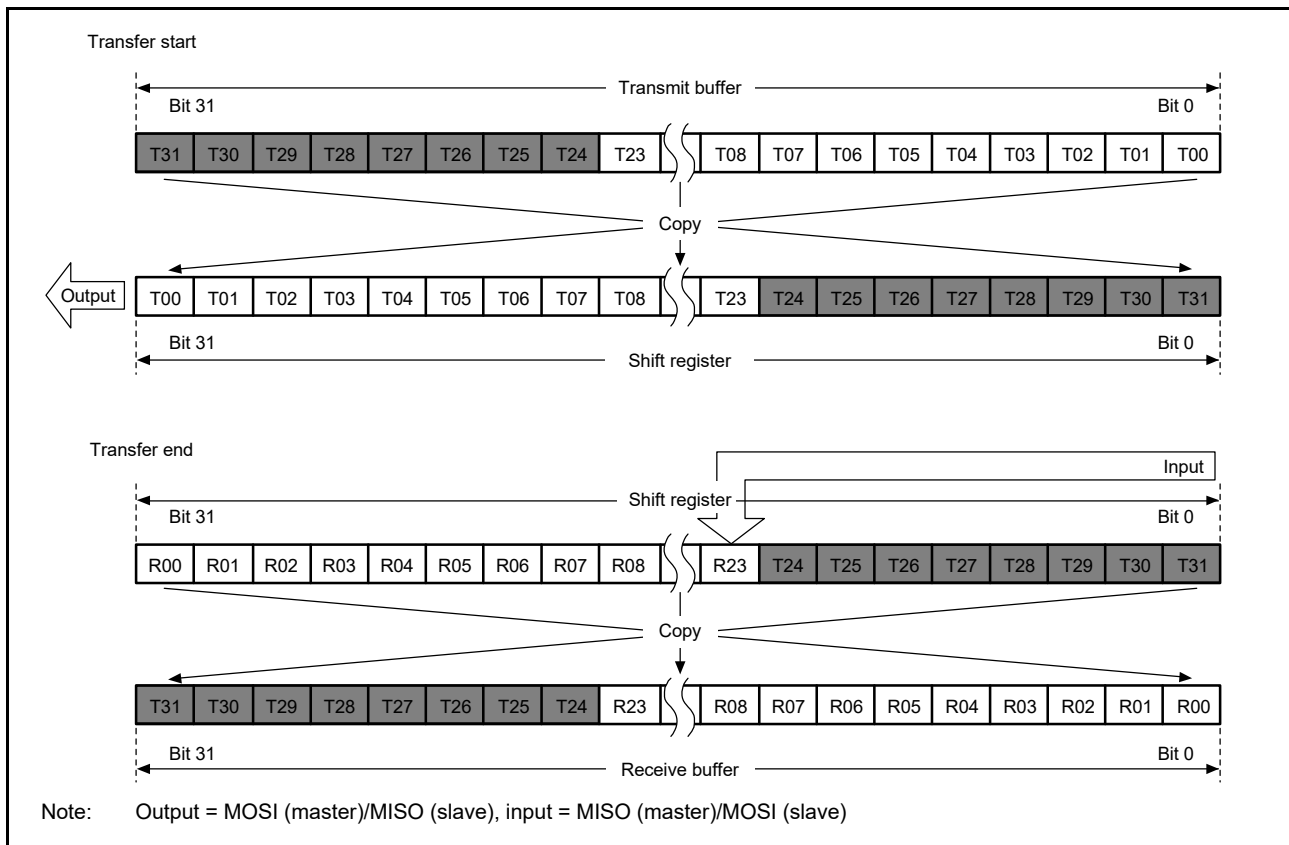 Transfer start
Transmit buffer
Bit 31 Bit 0
T31 T30 T29 T28 T27 T26 T25 T24 T23 T08 T07 T06 T05 T04 T03 T02 T01 T00
Copy
Output T00 T01 T02 T03 T04 T05 T06 T07 T08 T23 T24 T25 T26 T27 T28 T29 T30 T31
Bit 31 Bit 0
Shift register
Transfer end
Input
Shift register
Bit 31 Bit 0
R00 R01 R02 R03 R04 R05 R06 R07 R08 R23 T24 T25 T26 T27 T28 T29 T30 T31
Copy
T31 T30 T29 T28 T27 T26 T25 T24 R23 R08 R07 R06 R05 R04 R03 R02 R01 R00
Bit 31 Bit 0
Receive buffer
Note: Output = MOSI (master)/MISO (slave), input = MISO (master)/MOSI (slave)